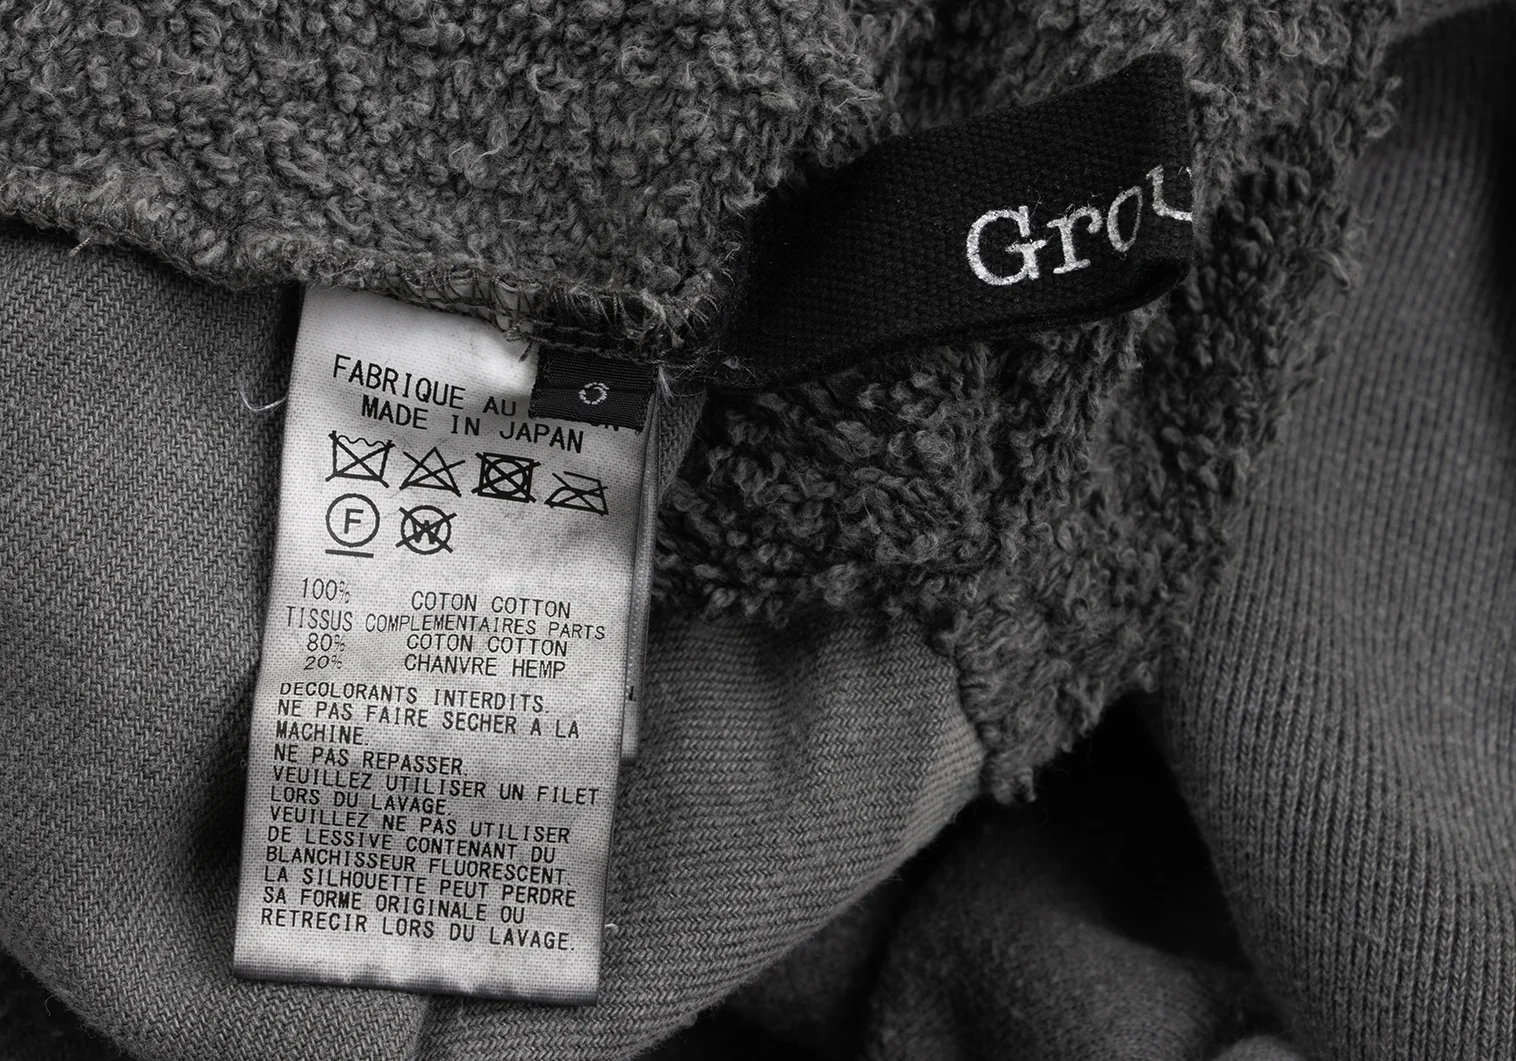 Grou
FABRIQUE AU
MADE IN JAPAN
F
W
100% COTON COTTON
TISSUS COMPLEMENTAIRES PARTS
80% COTON COTTON
20% CHANVRE HEMP
DECOLORANTS INTERDITS.
NE PAS FAIRE SECHER A LA
MACHINE.
NE PAS REPASSER.
VEUILLEZ UTILISER UN FILET
LORS DU LAVAGE.
VEUILLEZ NE PAS UTILISER
DE LESSIVE CONTENANT DU
BLANCHISSEUR FLUORESCENT.
LA SILHOUETTE PEUT PERDRE
SA FORME ORIGINALE OU
RETRECIR LORS DU LAVAGE.